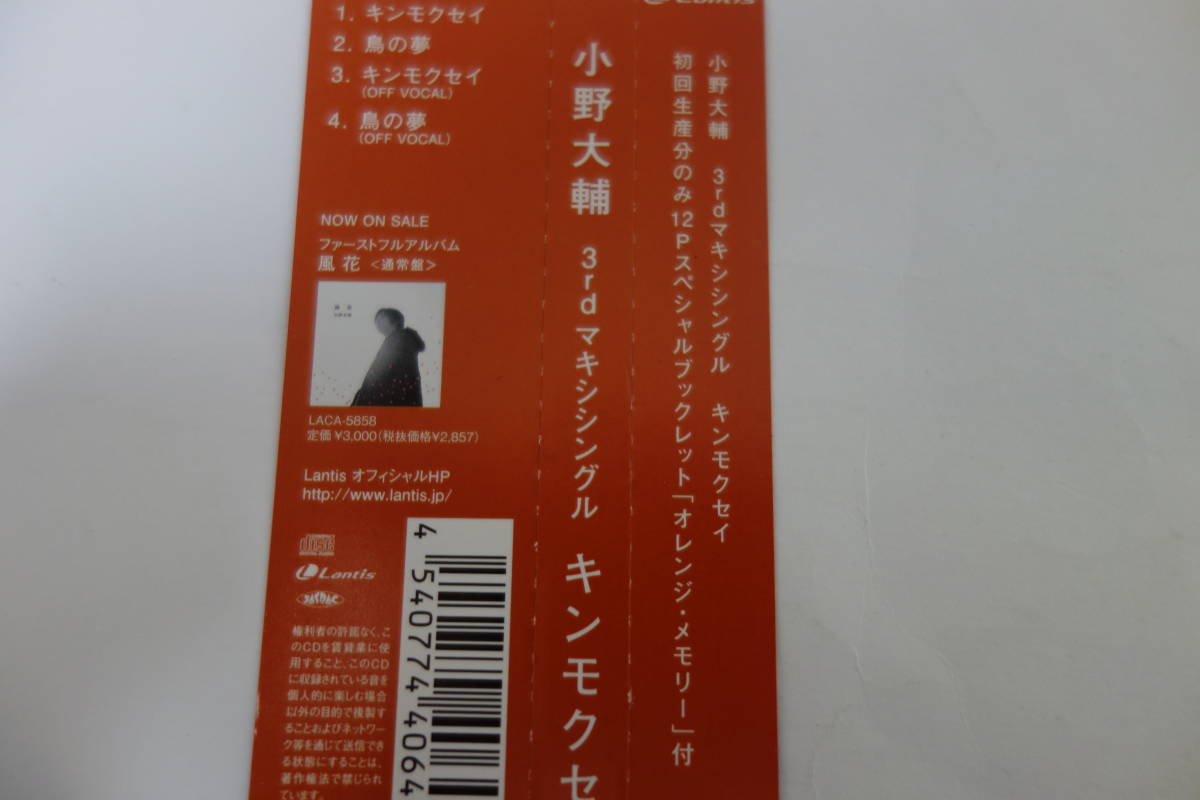 Lantis
小野大輔 3rdマキシシングル キンモクセイ
初回生産分のみ12Pスペシャルブックレット「オレンジ・メモリー」付
小野大輔 3rdマキシシングル キンモクセ
1. キンモクセイ
2. 鳥の夢
3. キンモクセイ
(OFF VOCAL)
4. 鳥の夢
(OFF VOCAL)
NOW ON SALE
ファーストフルアルバム
風花 <通常盤>
LACA-5858
定価 ¥3,000(税抜価格¥2,857)
Lantis オフィシャルHP
http://www.lantis.jp/
disc
Lantis
JASRAC
4 540774 4064
権利者の許諾なく、こ
のCDを賃貸業に使
用すること、このCD
に収録されている音を
個人的に楽しむ場合
以外の目的で複製す
ることおよびネットワー
ク等を通じて送信でき
る状態にすることは、
著作権法で禁じられ
ています。